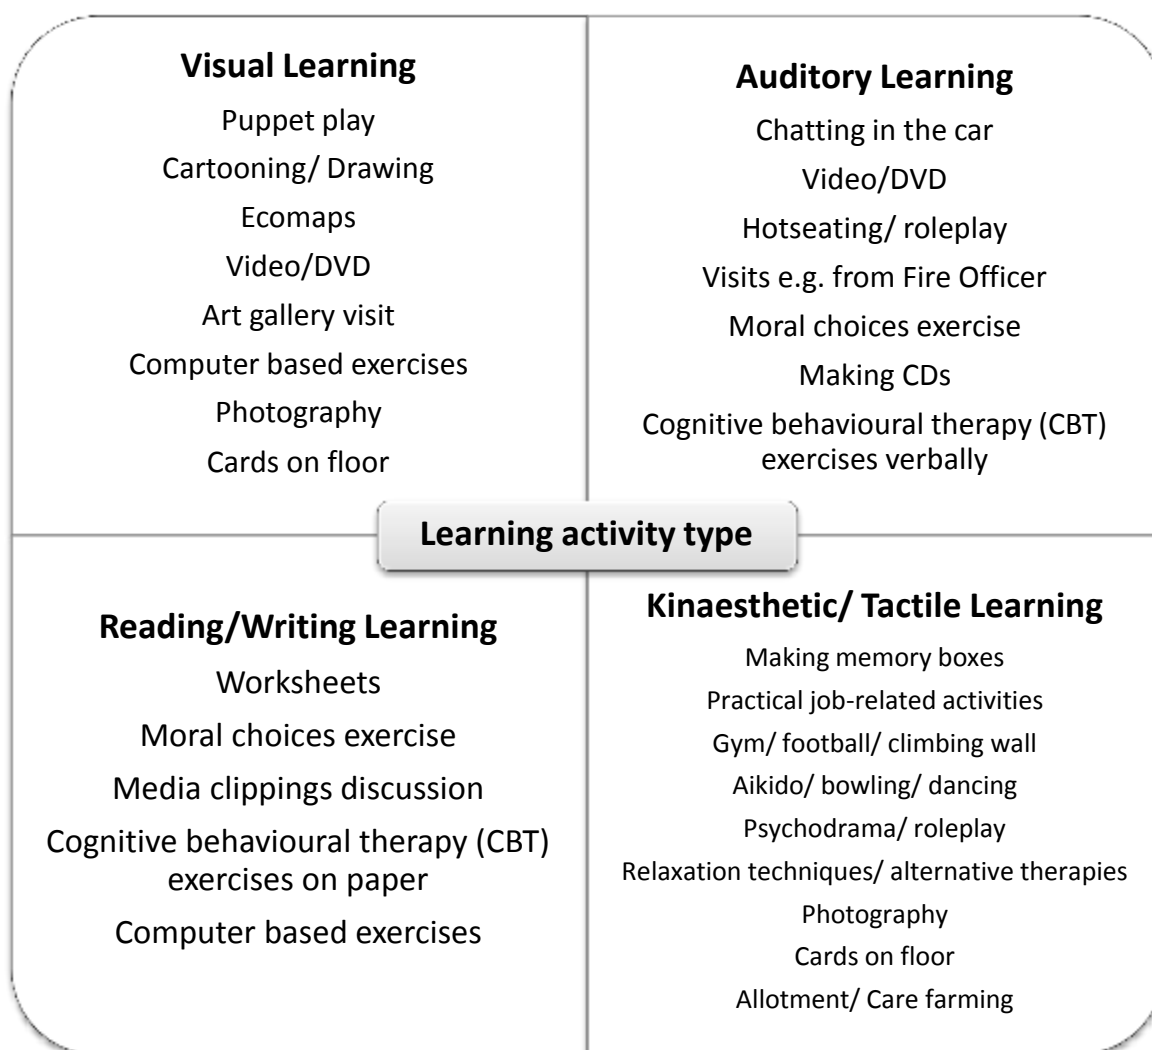 Visual Learning
Puppet play
Cartooning/ Drawing
Ecomaps
Video/DVD
Art gallery visit
Computer based exercises
Photography
Cards on floor
Auditory Learning
Chatting in the car
Video/DVD
Hotseating/ roleplay
Visits e.g. from Fire Officer
Moral choices exercise
Making CDs
Cognitive behavioural therapy (CBT)
exercises verbally
Learning activity type
Reading/Writing Learning
Worksheets
Moral choices exercise
Media clippings discussion
Cognitive behavioural therapy (CBT)
exercises on paper
Computer based exercises
Kinaesthetic/ Tactile Learning
Making memory boxes
Practical job-related activities
Gym/ football/ climbing wall
Aikido/ bowling/ dancing
Psychodrama/ roleplay
Relaxation techniques/ alternative therapies
Photography
Cards on floor
Allotment/ Care farming